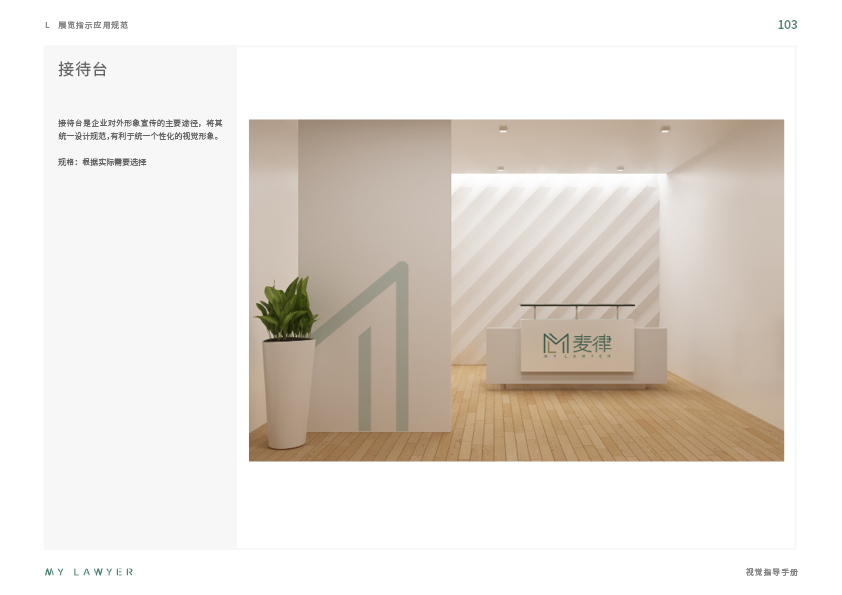 L 展览指示应用规范
103
接待台
接待台是企业对外形象宣传的主要途径，将其
统一设计规范,有利于统一个性化的视觉形象。
规格：根据实际需要选择
麦律
MY LAWYER
MY LAWYER
视觉指导手册